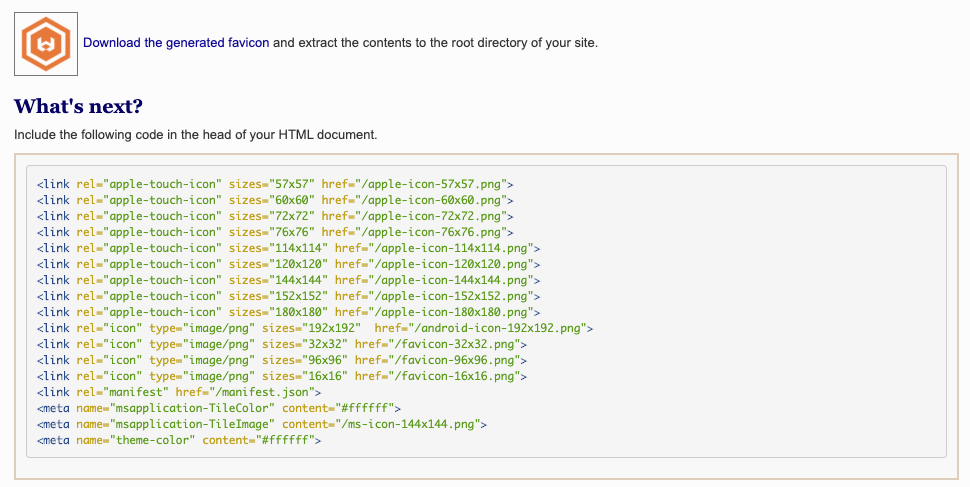 Download the generated favicon and extract the contents to the root directory of your site.
What's next?
Include the following code in the head of your HTML document.
<link rel="apple-touch-icon" sizes="57x57" href="/apple-icon-57x57.png">
<link rel="apple-touch-icon" sizes="60x60" href="/apple-icon-60x60.png">
<link rel="apple-touch-icon" sizes="72x72" href="/apple-icon-72x72.png">
<link rel="apple-touch-icon" sizes="76x76" href="/apple-icon-76x76.png">
<link rel="apple-touch-icon" sizes="114x114" href="/apple-icon-114x114.png">
<link rel="apple-touch-icon" sizes="120x120" href="/apple-icon-120x120.png">
<link rel="apple-touch-icon" sizes="144x144" href="/apple-icon-144x144.png">
<link rel="apple-touch-icon" sizes="152x152" href="/apple-icon-152x152.png">
<link rel="apple-touch-icon" sizes="180x180" href="/apple-icon-180x180.png">
<link rel="icon" type="image/png" sizes="192x192"  href="/android-icon-192x192.png">
<link rel="icon" type="image/png" sizes="32x32" href="/favicon-32x32.png">
<link rel="icon" type="image/png" sizes="96x96" href="/favicon-96x96.png">
<link rel="icon" type="image/png" sizes="16x16" href="/favicon-16x16.png">
<link rel="manifest" href="/manifest.json">
<meta name="msapplication-TileColor" content="#ffffff">
<meta name="msapplication-TileImage" content="/ms-icon-144x144.png">
<meta name="theme-color" content="#ffffff">